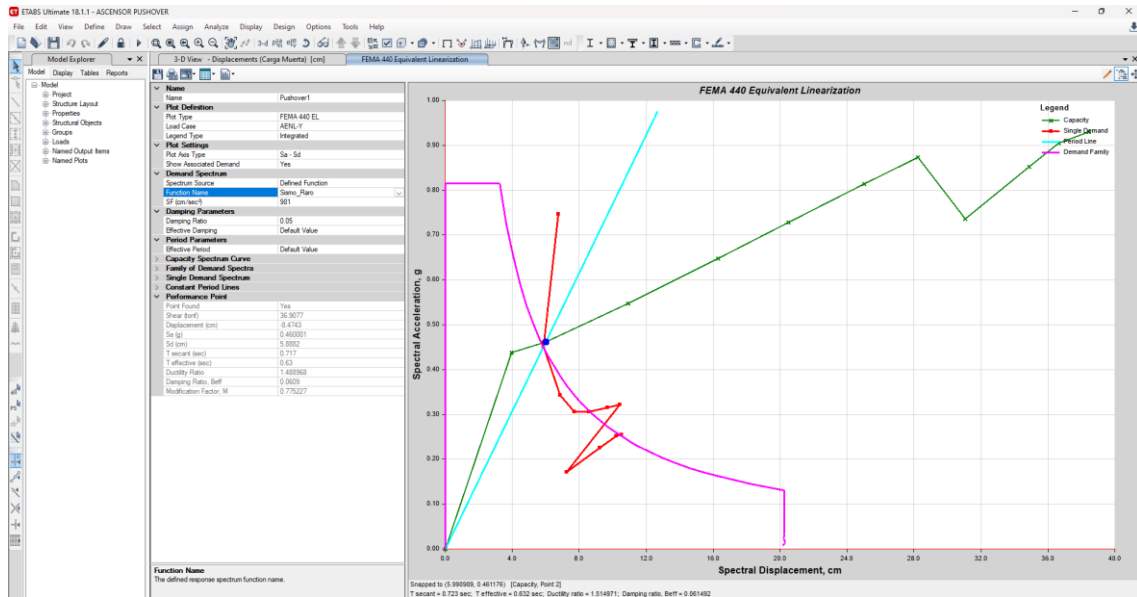 ETABS Ultimate 18.1.1 - ASCENSOR PUSHOVER
File Edit View Define Draw Select Assign Analyze Display Design Options Tools Help
Model Explorer
3-D View - Displacements (Carga Muerta) [cm]
FEMA 440 Equivalent Linearization
Model Display Tables Reports
Model
Project
Structure Layout
Properties
Structural Objects
Groups
Loads
Named Output Items
Named Plots
Name
Name Pushover1
Plot Definition
Plot Type FEMA 440 EL
Load Case AENL-Y
Legend Type Integrated
Plot Settings
Plot Axis Type Sa - Sd
Show Associated Demand Yes
Demand Spectrum
Spectrum Source Defined Function
Function Name Sismo_Raro
SF (cm/sec²) 981
Damping Parameters
Damping Ratio 0.05
Effective Damping Default Value
Period Parameters
Effective Period Default Value
Capacity Spectrum Curve
Family of Demand Spectra
Single Demand Spectrum
Constant Period Lines
Performance Point
Point Found Yes
Shear (tonf) 36.9077
Displacement (cm) -8.4743
Sa (g) 0.460001
Sd (cm) 5.8882
T secant (sec) 0.717
T effective (sec) 0.63
Ductility Ratio 1.488968
Damping Ratio, Beff 0.0609
Modification Factor, M 0.775227
Function Name
The defined response spectrum function name.
FEMA 440 Equivalent Linearization
Legend
Capacity
Single Demand
Period Line
Demand Family
Spectral Acceleration, g
1.00
0.90
0.80
0.70
0.60
0.50
0.40
0.30
0.20
0.10
0.00
0.0 4.0 8.0 12.0 16.0 20.0 24.0 28.0 32.0 36.0 40.0
Spectral Displacement, cm
Snapped to (5.990989, 0.461176) [Capacity, Point 2]
T secant = 0.723 sec; T effective = 0.632 sec; Ductility ratio = 1.514971; Damping ratio, Beff = 0.061492